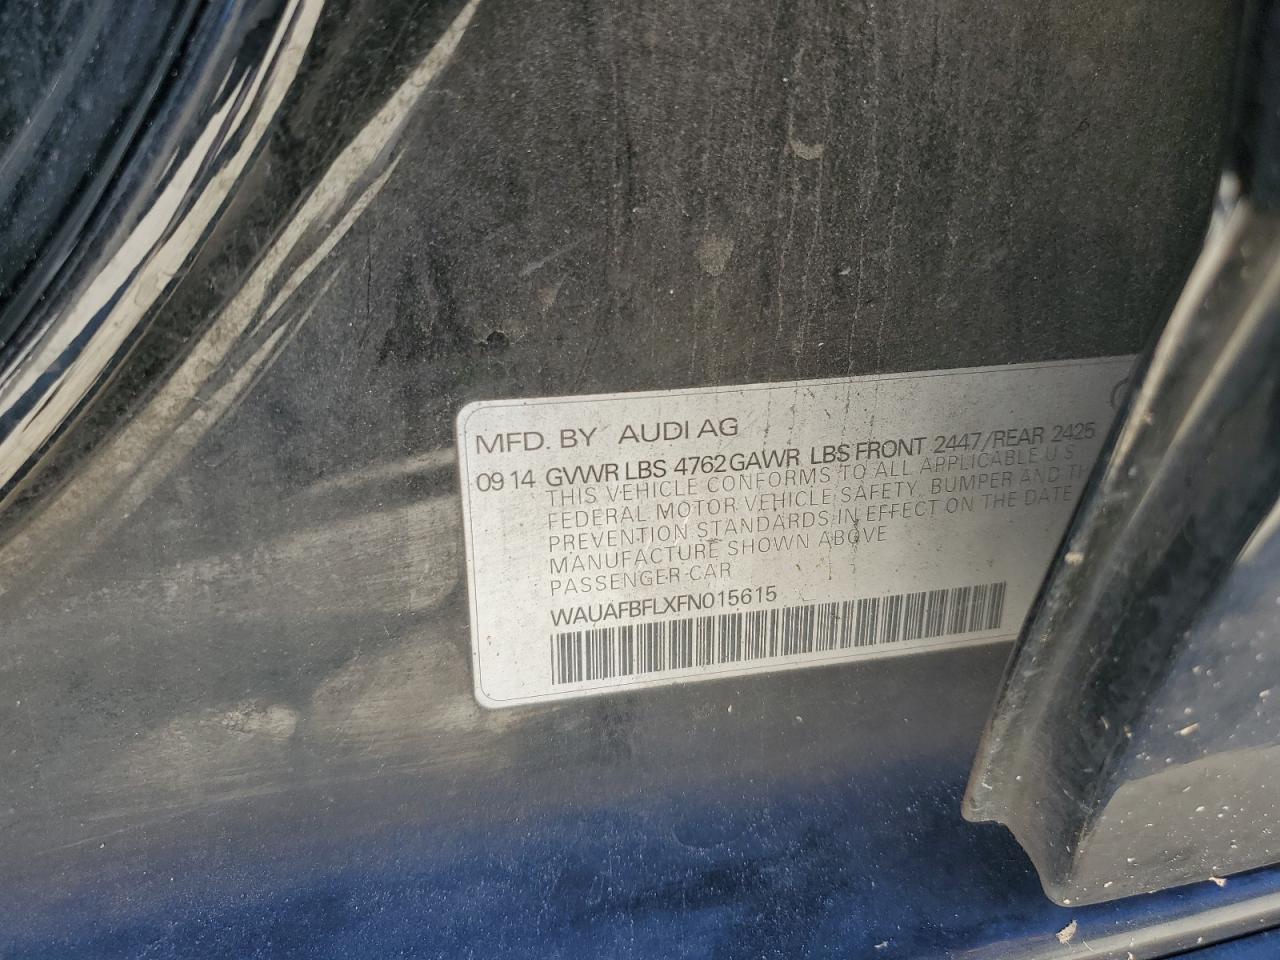 MFD. BY AUDI AG
09 14 GVWR LBS 4762 GAWR LBS FRONT 2447/REAR 2425
THIS VEHICLE CONFORMS TO ALL APPLICABLE U S
FEDERAL MOTOR VEHICLE SAFETY, BUMPER AND TH
PREVENTION STANDARDS IN EFFECT ON THE DATE
MANUFACTURE SHOWN ABOVE
PASSENGER CAR
WAUAFBFLXFN015615